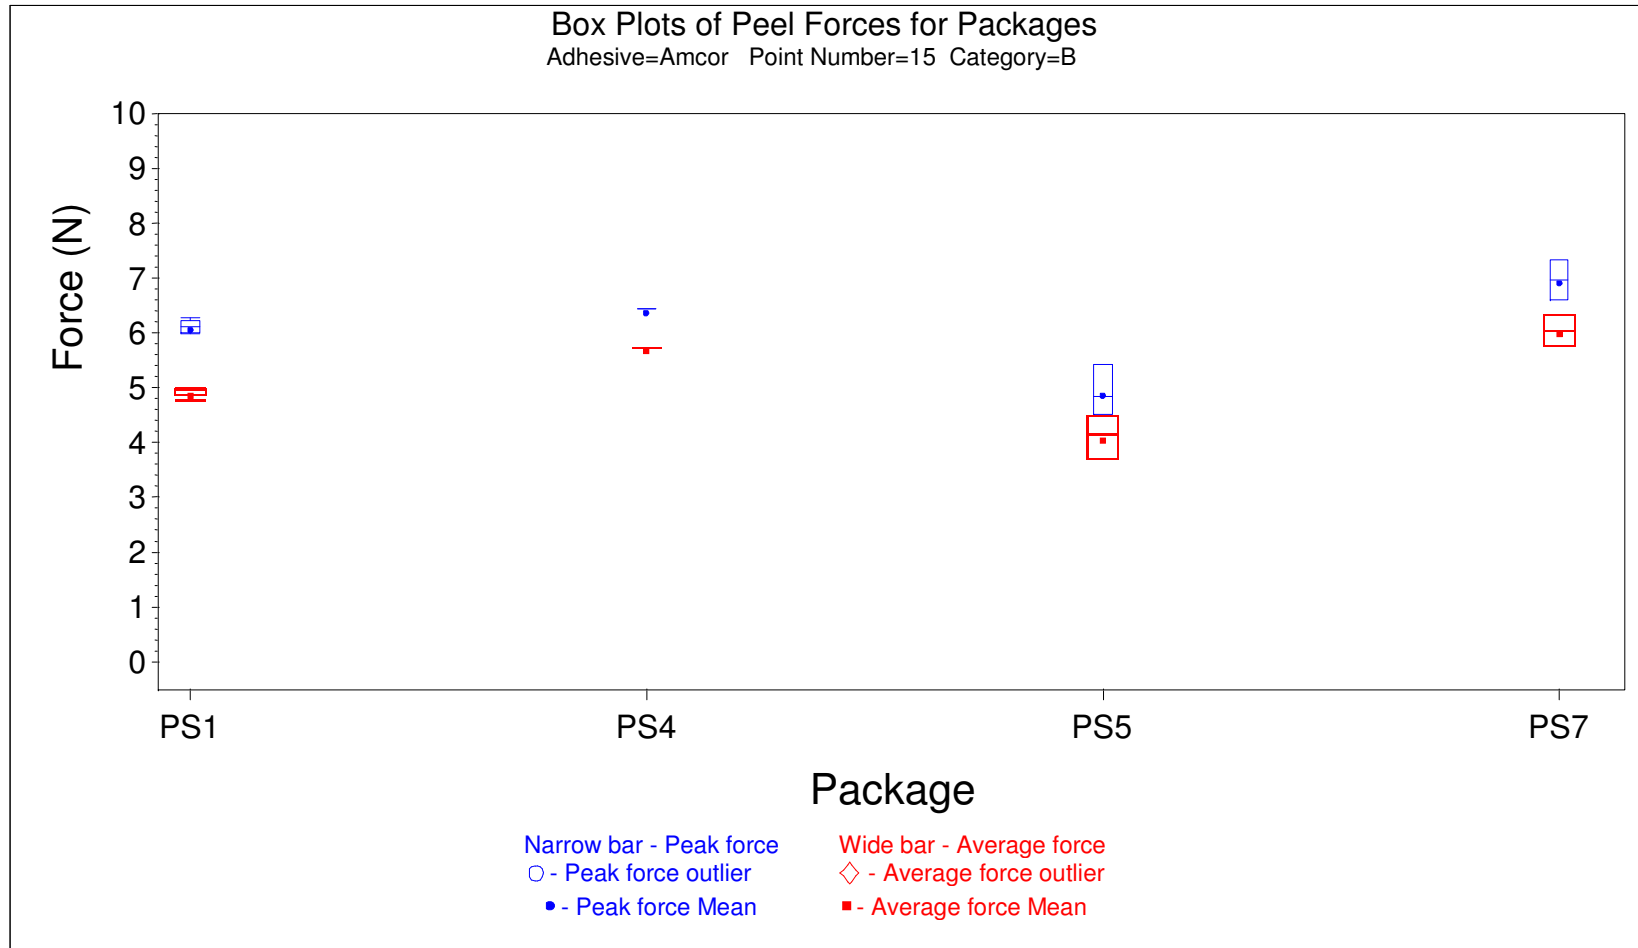 Box Plots of Peel Forces for Packages
Adhesive=Amcor Point Number=15 Category=B
Force (N)
10
9
8
7
6
5
4
3
2
1
0
PS1 PS4 PS5 PS7
Package
Narrow bar - Peak force Wide bar - Average force
- Peak force outlier - Average force outlier
- Peak force Mean - Average force Mean